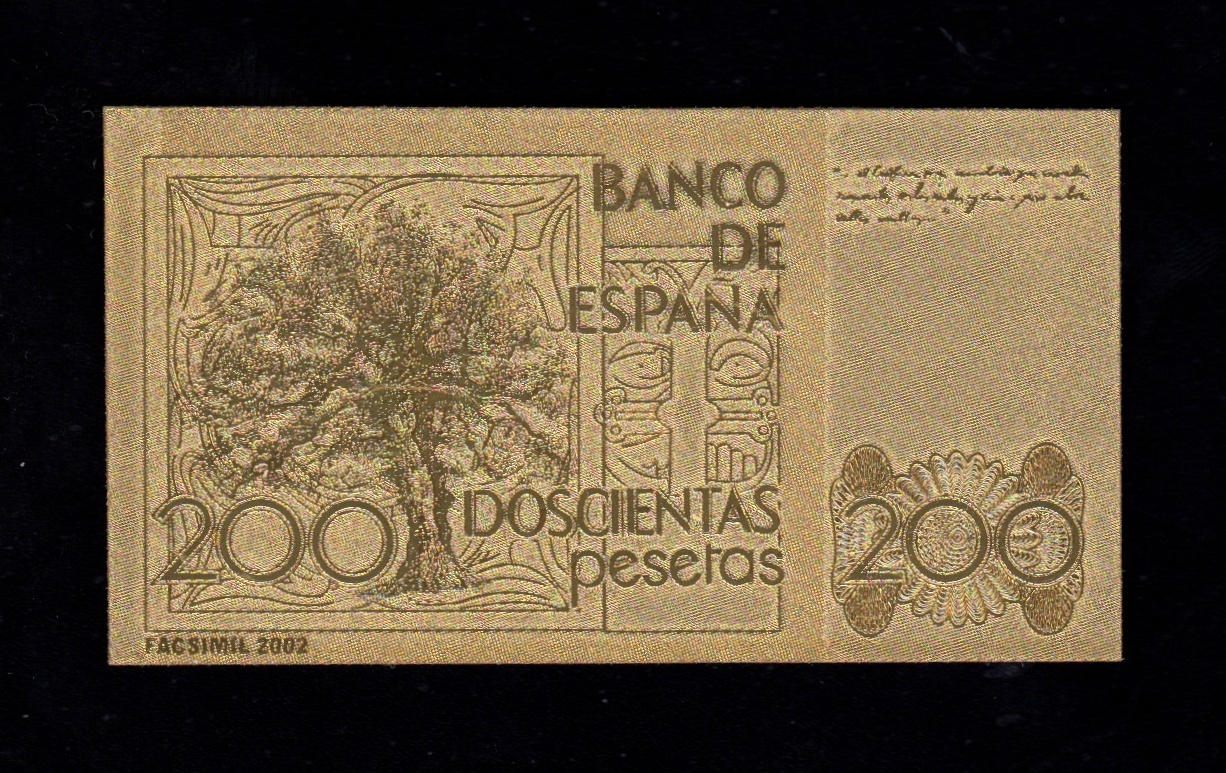 BANCO
DE
ESPAÑA
200
DOSCIENTAS
pesetas
200
FACSIMIL 2002